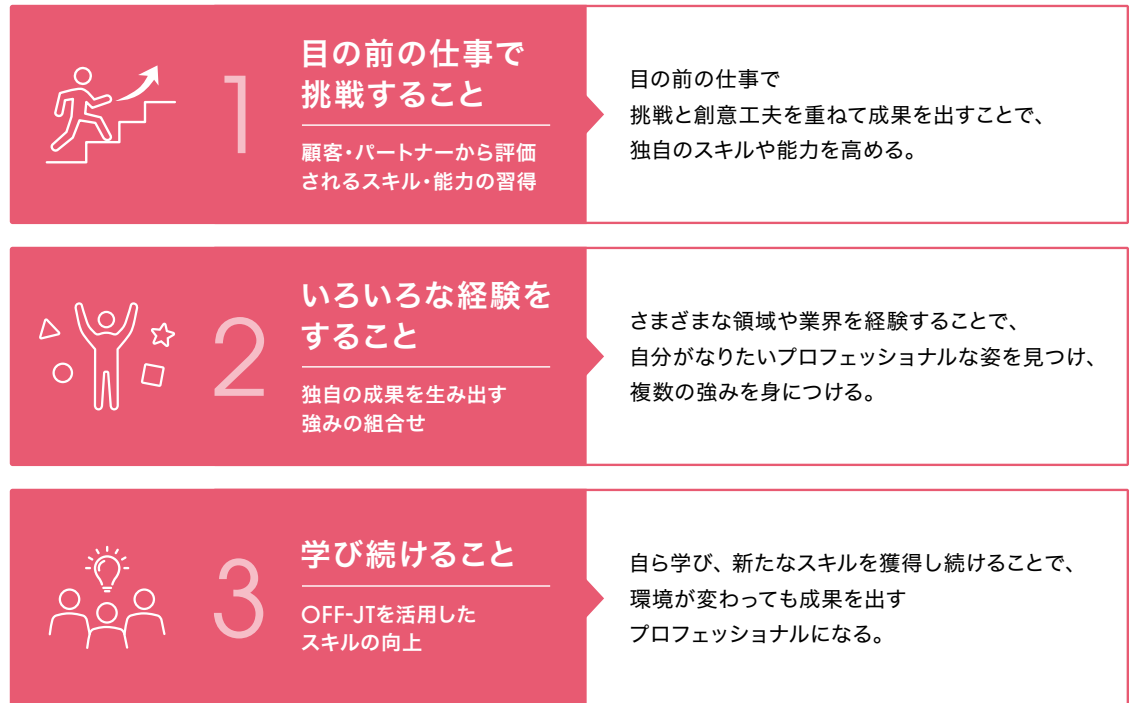 1
目の前の仕事で
挑戦すること
顧客・パートナーから評価
されるスキル・能力の習得
目の前の仕事で
挑戦と創意工夫を重ねて成果を出すことで、
独自のスキルや能力を高める。
2
いろいろな経験を
すること
独自の成果を生み出す
強みの組合せ
さまざまな領域や業界を経験することで、
自分がなりたいプロフェッショナルな姿を見つけ、
複数の強みを身につける。
3
学び続けること
OFF-JTを活用した
スキルの向上
自ら学び、新たなスキルを獲得し続けることで、
環境が変わっても成果を出す
プロフェッショナルになる。